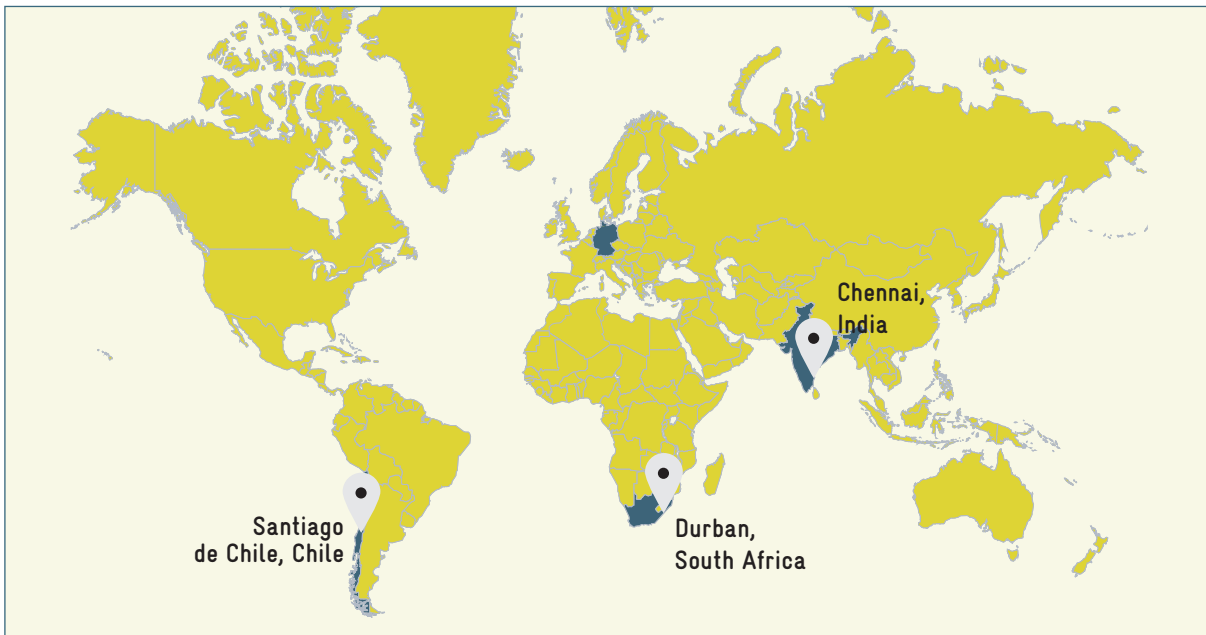 Chennai,
India
Santiago
de Chile, Chile
Durban,
South Africa